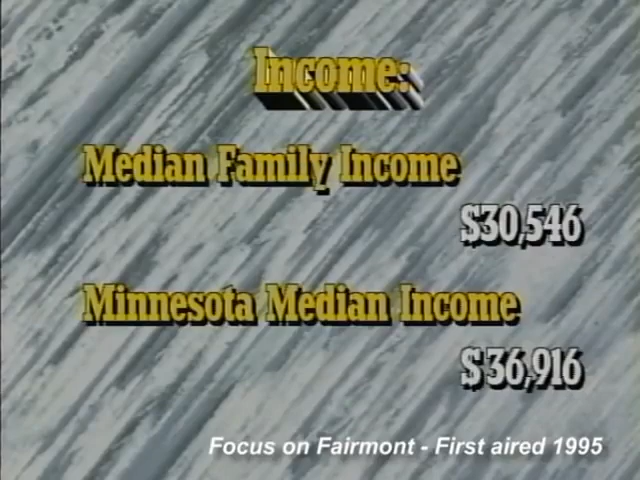 Income:
Median Family Income
$30,546
Minnesota Median Income
$36,916
Focus on Fairmont - First aired 1995